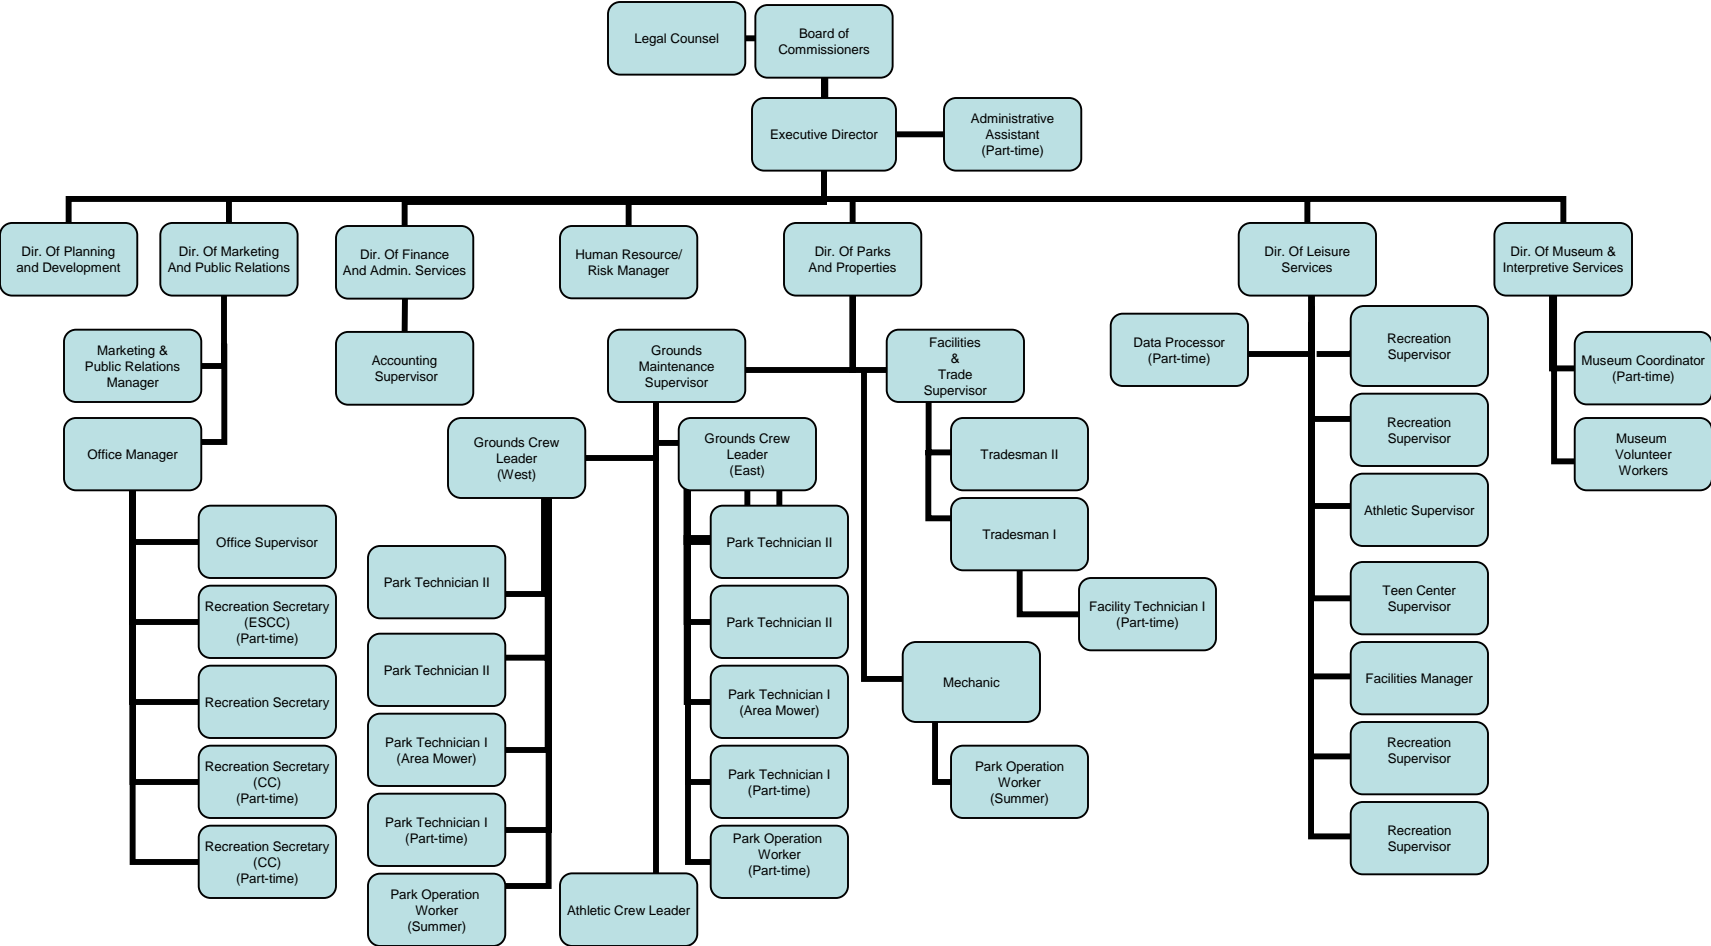 Legal Counsel
Board of
Commissioners
Executive Director
Administrative
Assistant
(Part-time)
Dir. Of Planning
and Development
Dir. Of Marketing
And Public Relations
Dir. Of Finance
And Admin. Services
Human Resource/
Risk Manager
Dir. Of Parks
And Properties
Dir. Of Leisure
Services
Dir. Of Museum &
Interpretive Services
Marketing &
Public Relations
Manager
Office Manager
Office Supervisor
Recreation Secretary
(ESCC)
(Part-time)
Recreation Secretary
Recreation Secretary
(CC)
(Part-time)
Recreation Secretary
(CC)
(Part-time)
Accounting
Supervisor
Grounds
Maintenance
Supervisor
Grounds Crew
Leader
(West)
Park Technician II
Park Technician II
Park Technician I
(Area Mower)
Park Technician I
(Part-time)
Park Operation
Worker
(Summer)
Athletic Crew Leader
Grounds Crew
Leader
(East)
Park Technician II
Park Technician II
Park Technician I
(Area Mower)
Park Technician I
(Part-time)
Park Operation
Worker
(Part-time)
Facilities
&
Trade
Supervisor
Tradesman II
Tradesman I
Facility Technician I
(Part-time)
Mechanic
Park Operation
Worker
(Summer)
Data Processor
(Part-time)
Recreation
Supervisor
Recreation
Supervisor
Athletic Supervisor
Teen Center
Supervisor
Facilities Manager
Recreation
Supervisor
Recreation
Supervisor
Museum Coordinator
(Part-time)
Museum
Volunteer
Workers